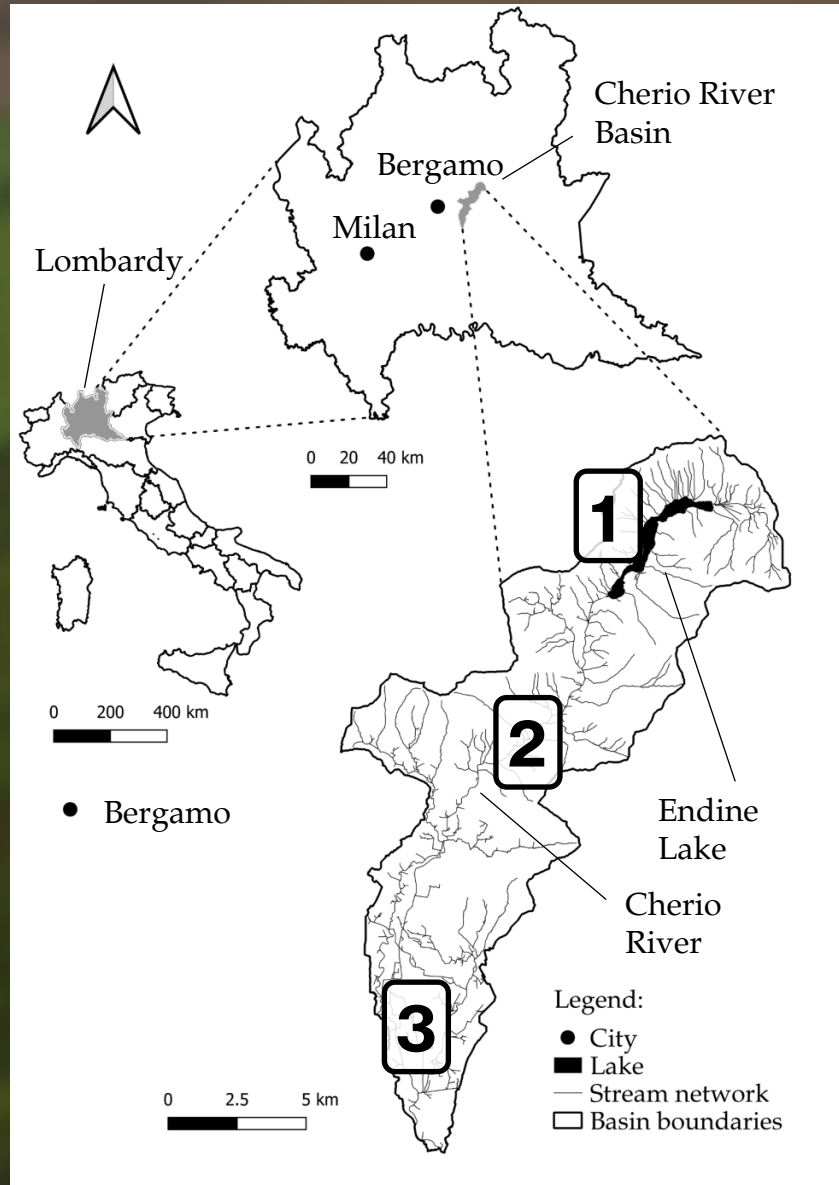 Cherio River
Basin
Bergamo
Milan
Lombardy
0 20 40 km
1
0 200 400 km
2
Bergamo
Endine
Lake
Cherio
River
3
Legend:
City
Lake
Stream network
Basin boundaries
0 2.5 5 km